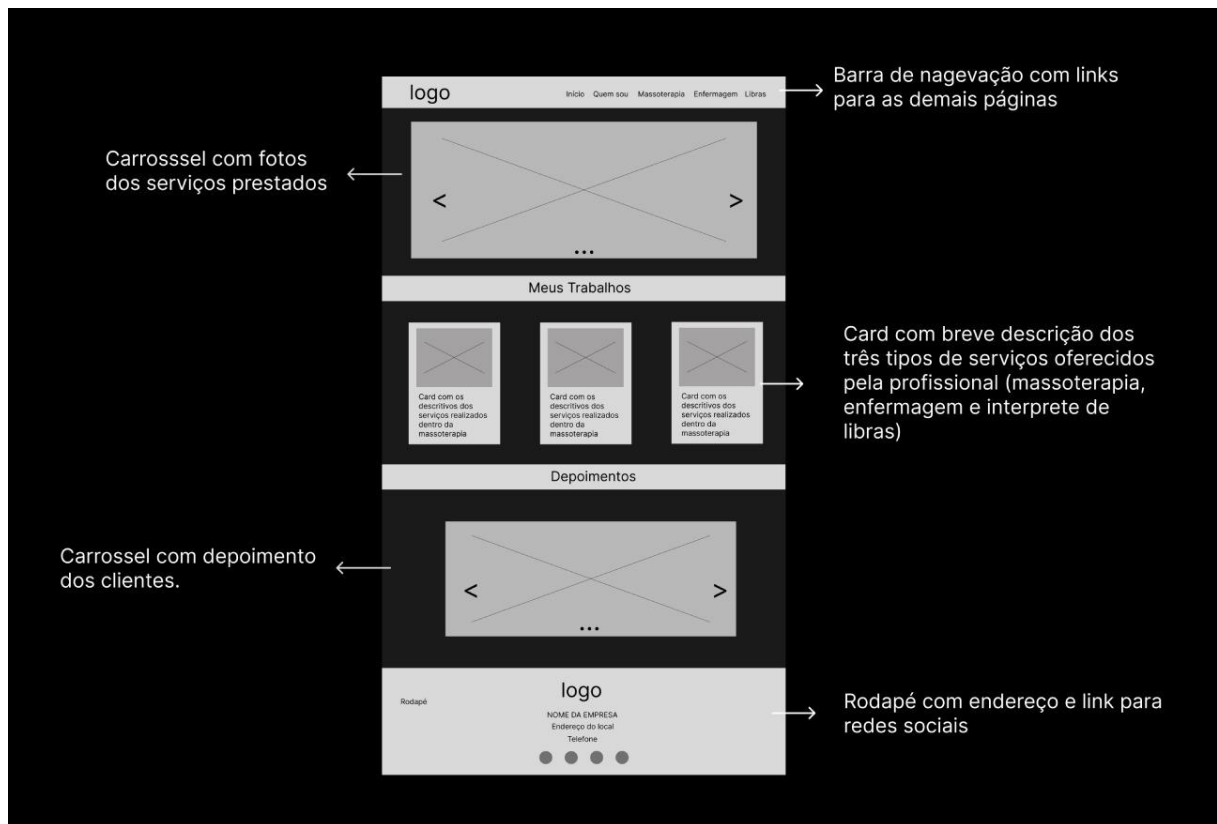 logo
Início Quem sou Massoterapia Enfermagem Libras
Barra de nagevação com links
para as demais páginas
Carrosssel com fotos
dos serviços prestados
<
>
...
Meus Trabalhos
Card com os
descritivos dos
serviços realizados
dentro da
massoterapia
Card com os
descritivos dos
serviços realizados
dentro da
massoterapia
Card com os
descritivos dos
serviços realizados
dentro da
massoterapia
Card com breve descrição dos
três tipos de serviços oferecidos
pela profissional (massoterapia,
enfermagem e interprete de
libras)
Depoimentos
Carrossel com depoimento
dos clientes.
<
>
...
logo
Rodapé
NOME DA EMPRESA
Endereço do local
Telefone
Rodapé com endereço e link para
redes sociais